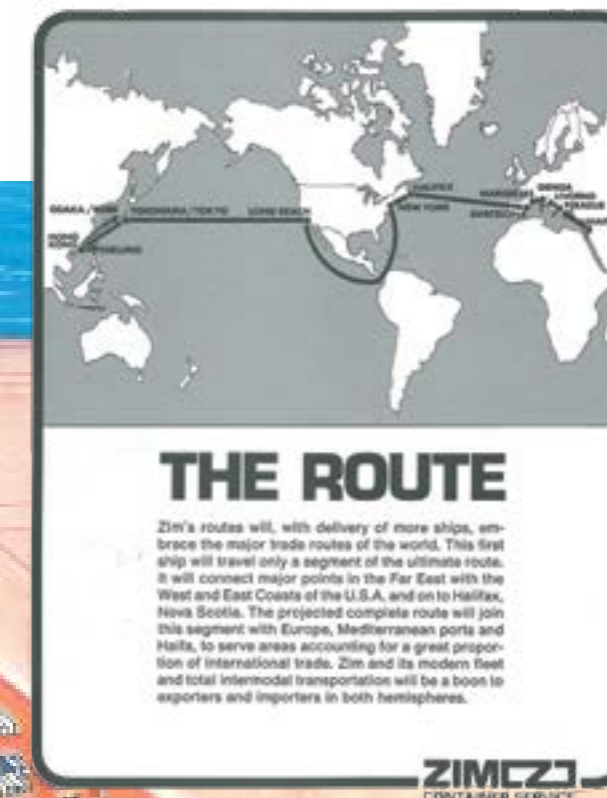 HALIFAX
GENOA
OSAKA/KOBE
YOKOHAMA/TOKYO
LONG BEACH
NEW YORK
PIRAEUS
HONG
KONG
THE ROUTE
Zim's routes will, with delivery of more ships, em-
brace the major trade routes of the world. This first
ship will travel only a segment of the ultimate route.
It will connect major points in the Far East with the
West and East Coasts of the U.S.A. and on to Halifax,
Nova Scotia. The projected complete route will join
this segment with Europe, Mediterranean ports and
Haifa, to serve areas accounting for a great propor-
tion of international trade. Zim and its modern fleet
and total intermodal transportation will be a boon to
exporters and importers in both hemispheres.
ZIM
CONTAINER SERVICE